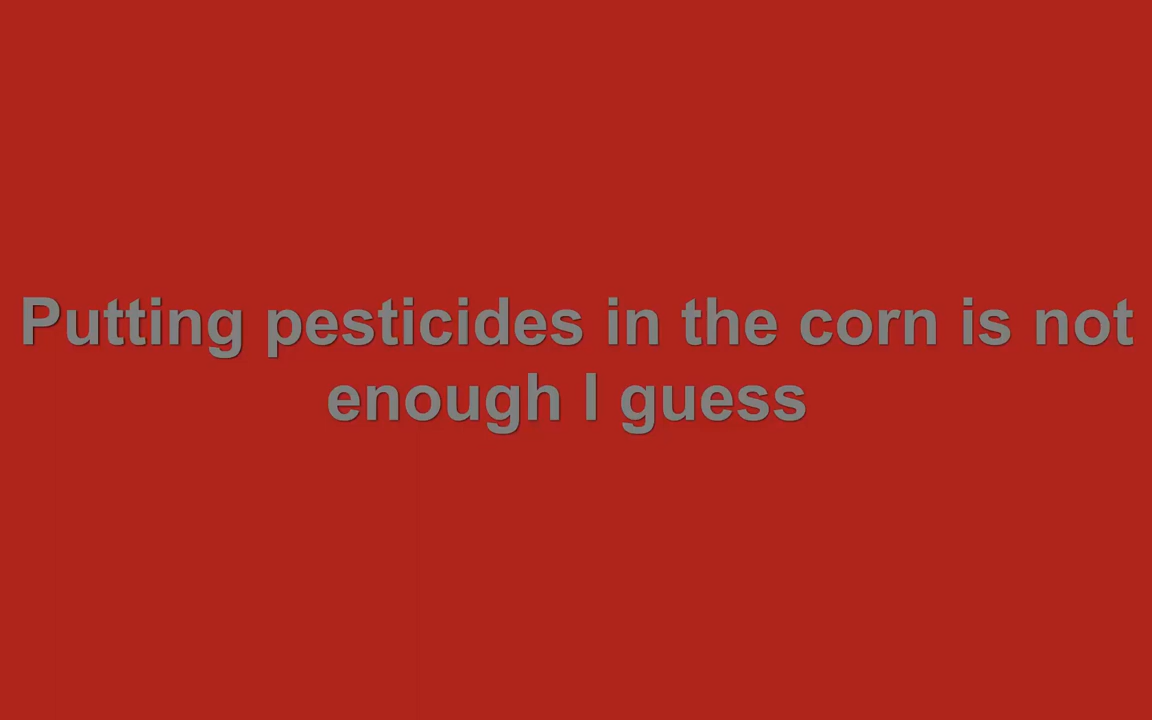 Putting pesticides in the corn is not
enough I guess